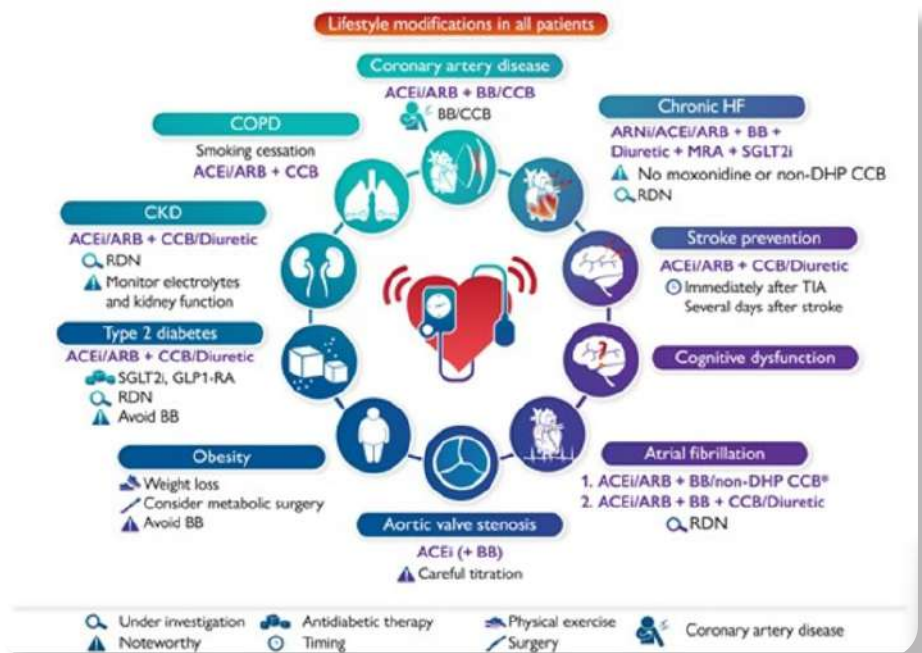 Lifestyle modifications in all patients
Coronary artery disease
ACEi/ARB + BB/CCB
BB/CCB
Chronic HF
ARNi/ACEi/ARB + BB +
Diuretic + MRA + SGLT2i
No moxonidine or non-DHP CCB
RDN
COPD
Smoking cessation
ACEi/ARB + CCB
CKD
ACEi/ARB + CCB/Diuretic
RDN
Monitor electrolytes
and kidney function
Stroke prevention
ACEi/ARB + CCB/Diuretic
Immediately after TIA
Several days after stroke
Type 2 diabetes
ACEi/ARB + CCB/Diuretic
SGLT2i, GLP1-RA
RDN
Avoid BB
Cognitive dysfunction
Obesity
Weight loss
Consider metabolic surgery
Avoid BB
Atrial fibrillation
1. ACEi/ARB + BB/non-DHP CCB*
2. ACEi/ARB + BB + CCB/Diuretic
RDN
Aortic valve stenosis
ACEi (+ BB)
Careful titration
Under investigation
Antidiabetic therapy
Physical exercise
Coronary artery disease
Noteworthy
Timing
Surgery